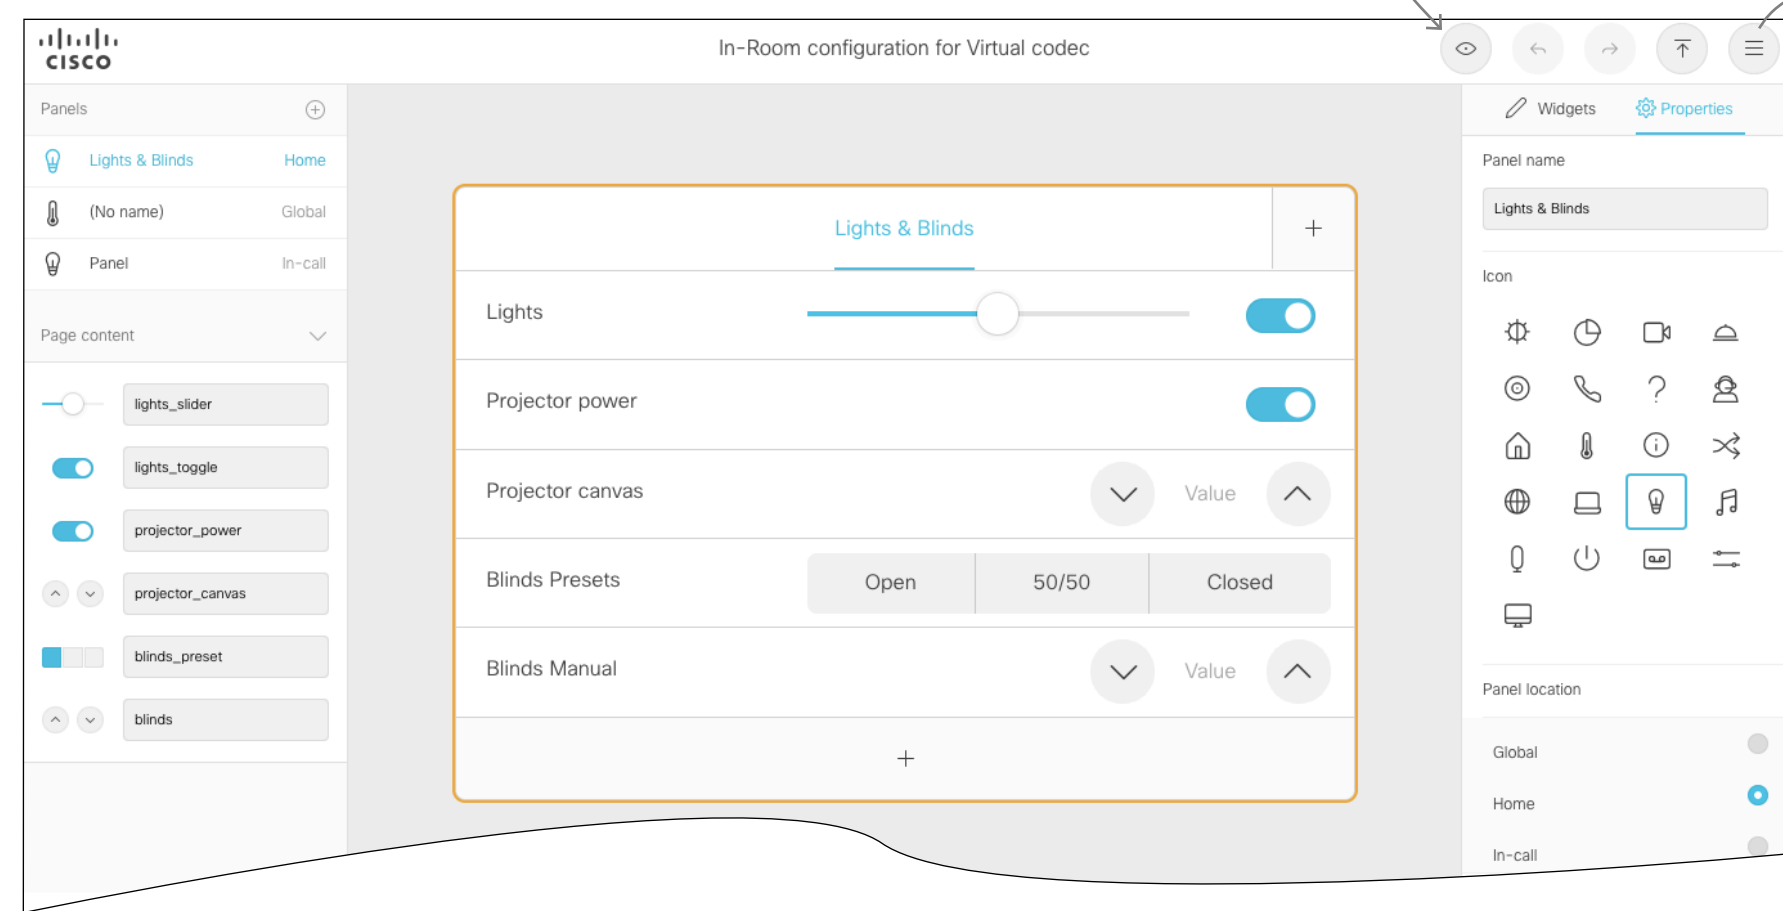 CISCO
In-Room configuration for Virtual codec
Panels
Lights & Blinds Home
(No name) Global
Panel In-call
Page content
lights_slider
lights_toggle
projector_power
projector_canvas
blinds_preset
blinds
Lights & Blinds
Lights
Projector power
Projector canvas Value
Blinds Presets Open 50/50 Closed
Blinds Manual Value
Widgets Properties
Panel name
Lights & Blinds
Icon
Panel location
Global
Home
In-call